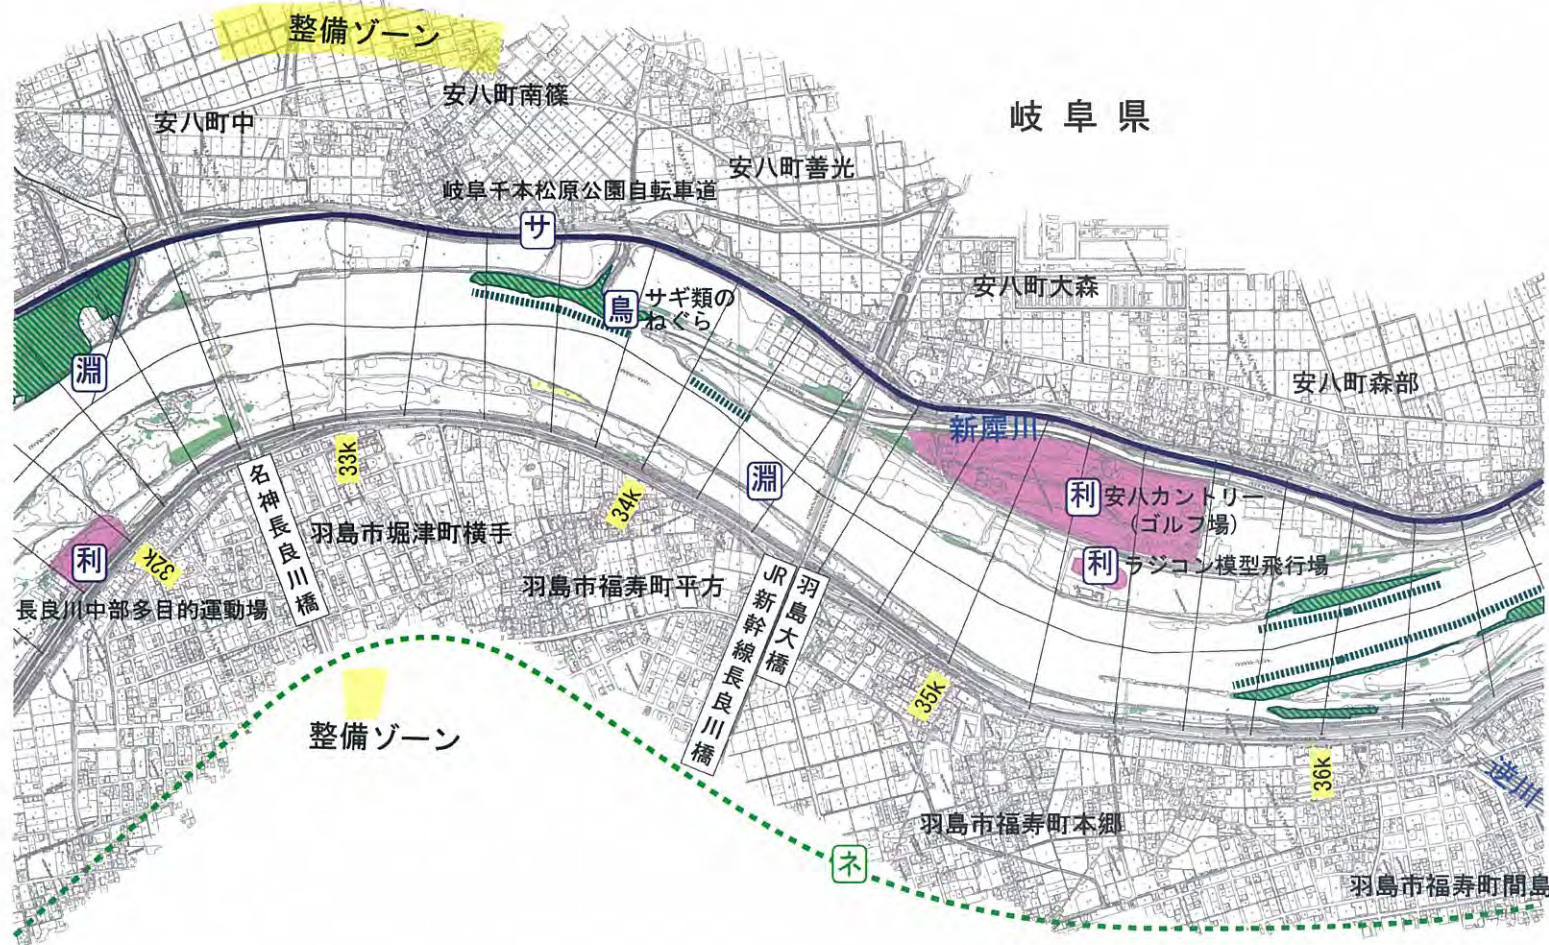 整備ゾーン
安八町南篠
安八町中
岐阜県
安八町善光
岐阜千本松原公園自転車道
サ
安八町大森
鳥
サギ類の
ねぐら
淵
安八町森部
新犀川
33k
名神長良川橋
淵
34k
利
安八カントリー
(ゴルフ場)
羽島市堀津町横手
利
32k
利
ラジコン模型飛行場
羽島市福寿町平方
長良川中部多目的運動場
JR新幹線長良川橋
羽島大橋
35k
整備ゾーン
36k
逆川
羽島市福寿町本郷
ネ
羽島市福寿町間島